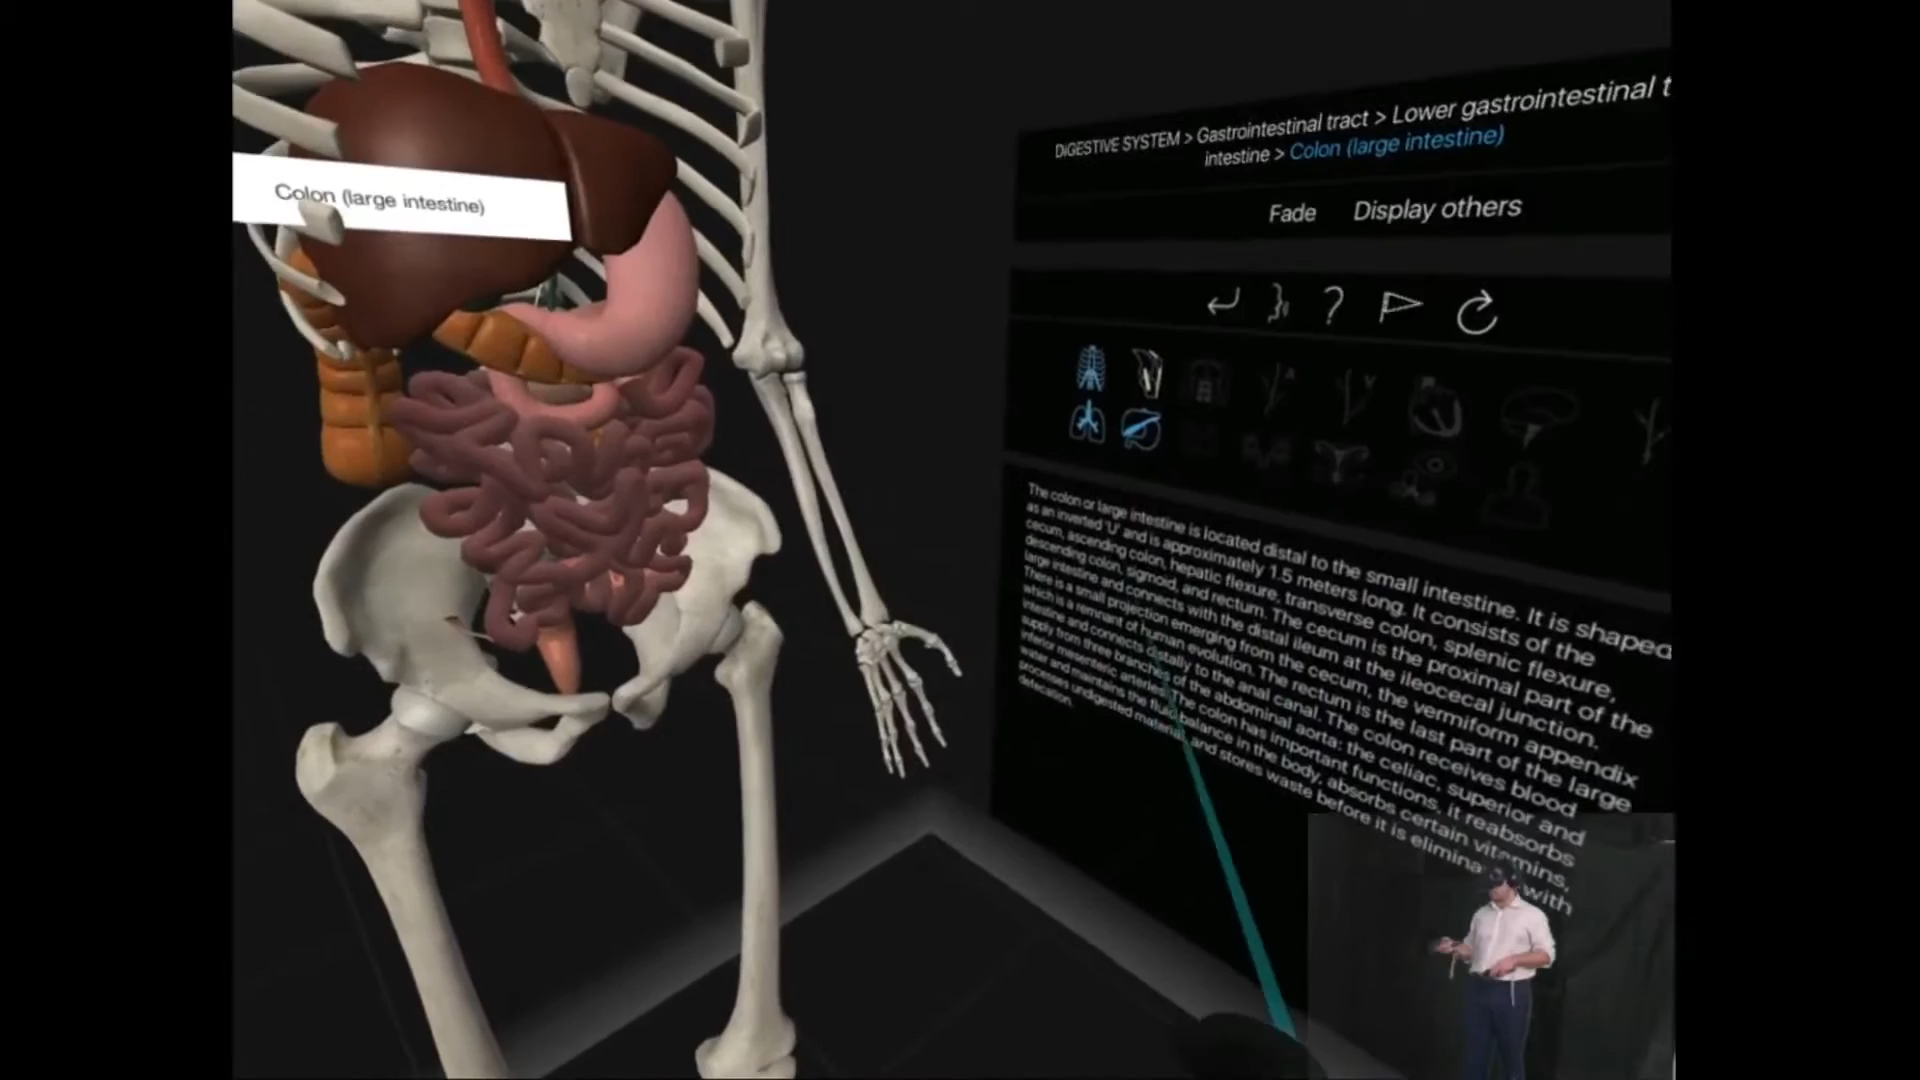 Colon (large intestine)
DIGESTIVE SYSTEM > Gastrointestinal tract > Lower gastrointestinal t
intestine > Colon (large intestine)
Fade Display others
?
The colon or large intestine is located distal to the small intestine. It is shaped
as an inverted 'U' and is approximately 1.5 meters long. It consists of the
cecum, ascending colon, hepatic flexure, transverse colon, splenic flexure,
descending colon, sigmoid, and rectum. The cecum is the proximal part of the
large intestine and connects with the distal ileum at the ileocecal junction.
There is a small projection emerging from the cecum, the vermiform appendix
which is a remnant of human evolution. The rectum is the last part of the large
intestine and connects distally to the anal canal. The colon receives blood
supply from three branches of the abdominal aorta: the celiac, superior and
inferior mesenteric arteries. The colon has important functions, it reabsorbs
water and maintains the fluid balance in the body, absorbs certain vitamins,
processes undigested material, and stores waste before it is elimina with
defecation.